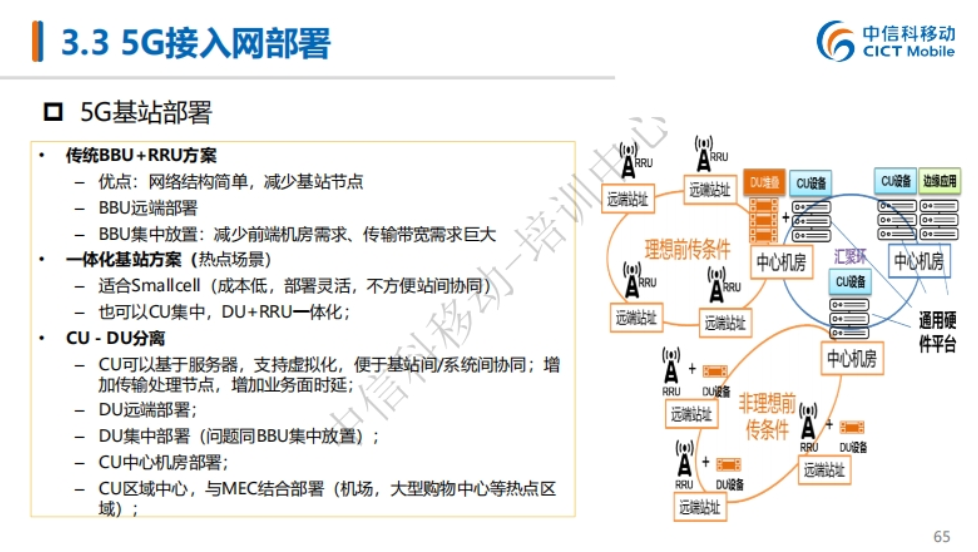 3.3 5G接入网部署
中信科移动
CICT Mobile
5G基站部署
• 传统BBU+RRU方案
– 优点：网络结构简单，减少基站节点
– BBU远端部署
– BBU集中放置：减少前端机房需求、传输带宽需求巨大
• 一体化基站方案（热点场景）
– 适合Smallcell（成本低，部署灵活，不方便站间协同）
– 也可以CU集中，DU+RRU一体化；
• CU - DU分离
– CU可以基于服务器，支持虚拟化，便于基站间/系统间协同；增
加传输处理节点，增加业务面时延；
– DU远端部署；
– DU集中部署（问题同BBU集中放置）；
– CU中心机房部署；
– CU区域中心，与MEC结合部署（机场，大型购物中心等热点区
域）；
RRU
远端站址
RRU
远端站址
DU堆叠
CU设备
+
中心机房
CU设备
边缘应用
中心机房
理想前传条件
汇聚环
CU设备
中心机房
通用硬
件平台
RRU
远端站址
RRU
远端站址
+
RRU
DU设备
远端站址
非理想前
传条件
+
RRU
DU设备
远端站址
+
RRU
DU设备
远端站址
中信科移动-培训中心
65